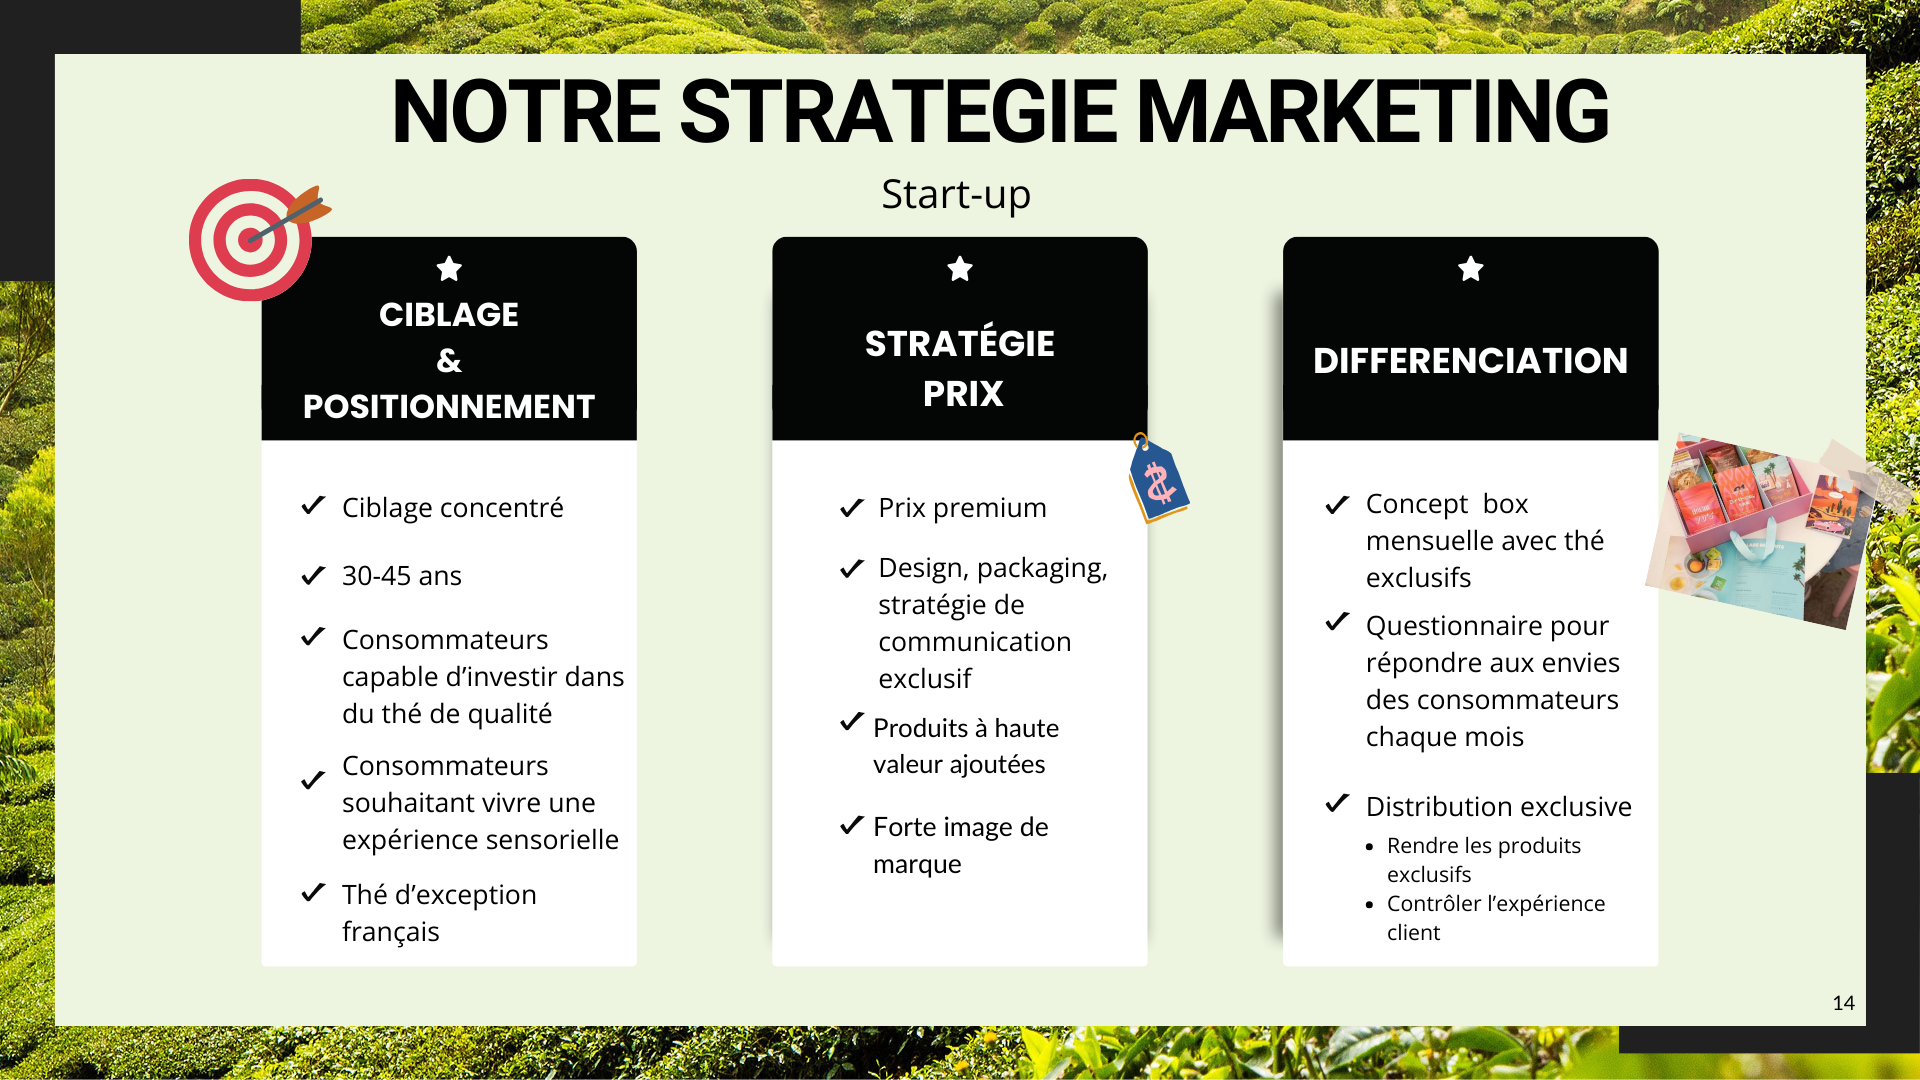 NOTRE STRATEGIE MARKETING
Start-up
CIBLAGE
&
POSITIONNEMENT
Ciblage concentré
30-45 ans
Consommateurs
capable d’investir dans
du thé de qualité
Consommateurs
souhaitant vivre une
expérience sensorielle
Thé d’exception
français
STRATÉGIE
PRIX
Prix premium
Design, packaging,
stratégie de
communication
exclusif
Produits à haute
valeur ajoutées
Forte image de
marque
DIFFERENCIATION
Concept  box
mensuelle avec thé
exclusifs
Questionnaire pour
répondre aux envies
des consommateurs
chaque mois
Distribution exclusive
• Rendre les produits
exclusifs
• Contrôler l’expérience
client
14